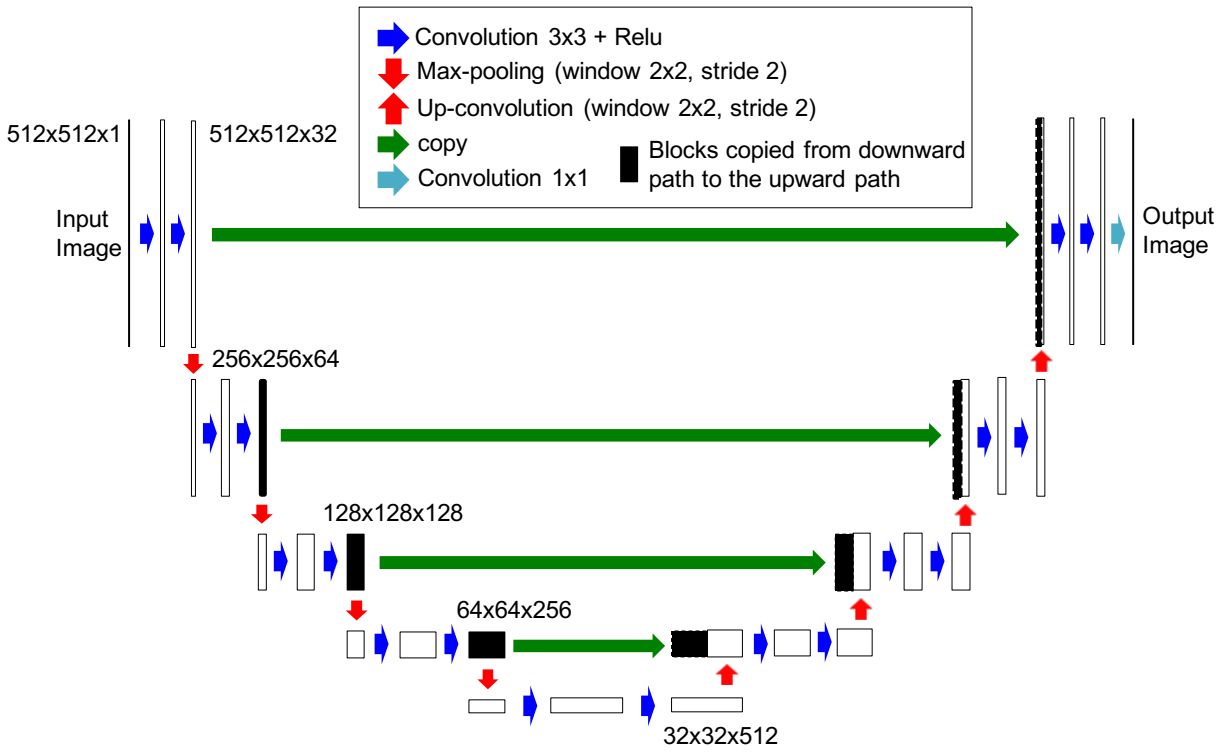 Convolution 3x3 + Relu
Max-pooling (window 2x2, stride 2)
Up-convolution (window 2x2, stride 2)
copy
Convolution 1x1
Blocks copied from downward
path to the upward path
512x512x1
512x512x32
Input
Image
Output
Image
256x256x64
128x128x128
64x64x256
32x32x512